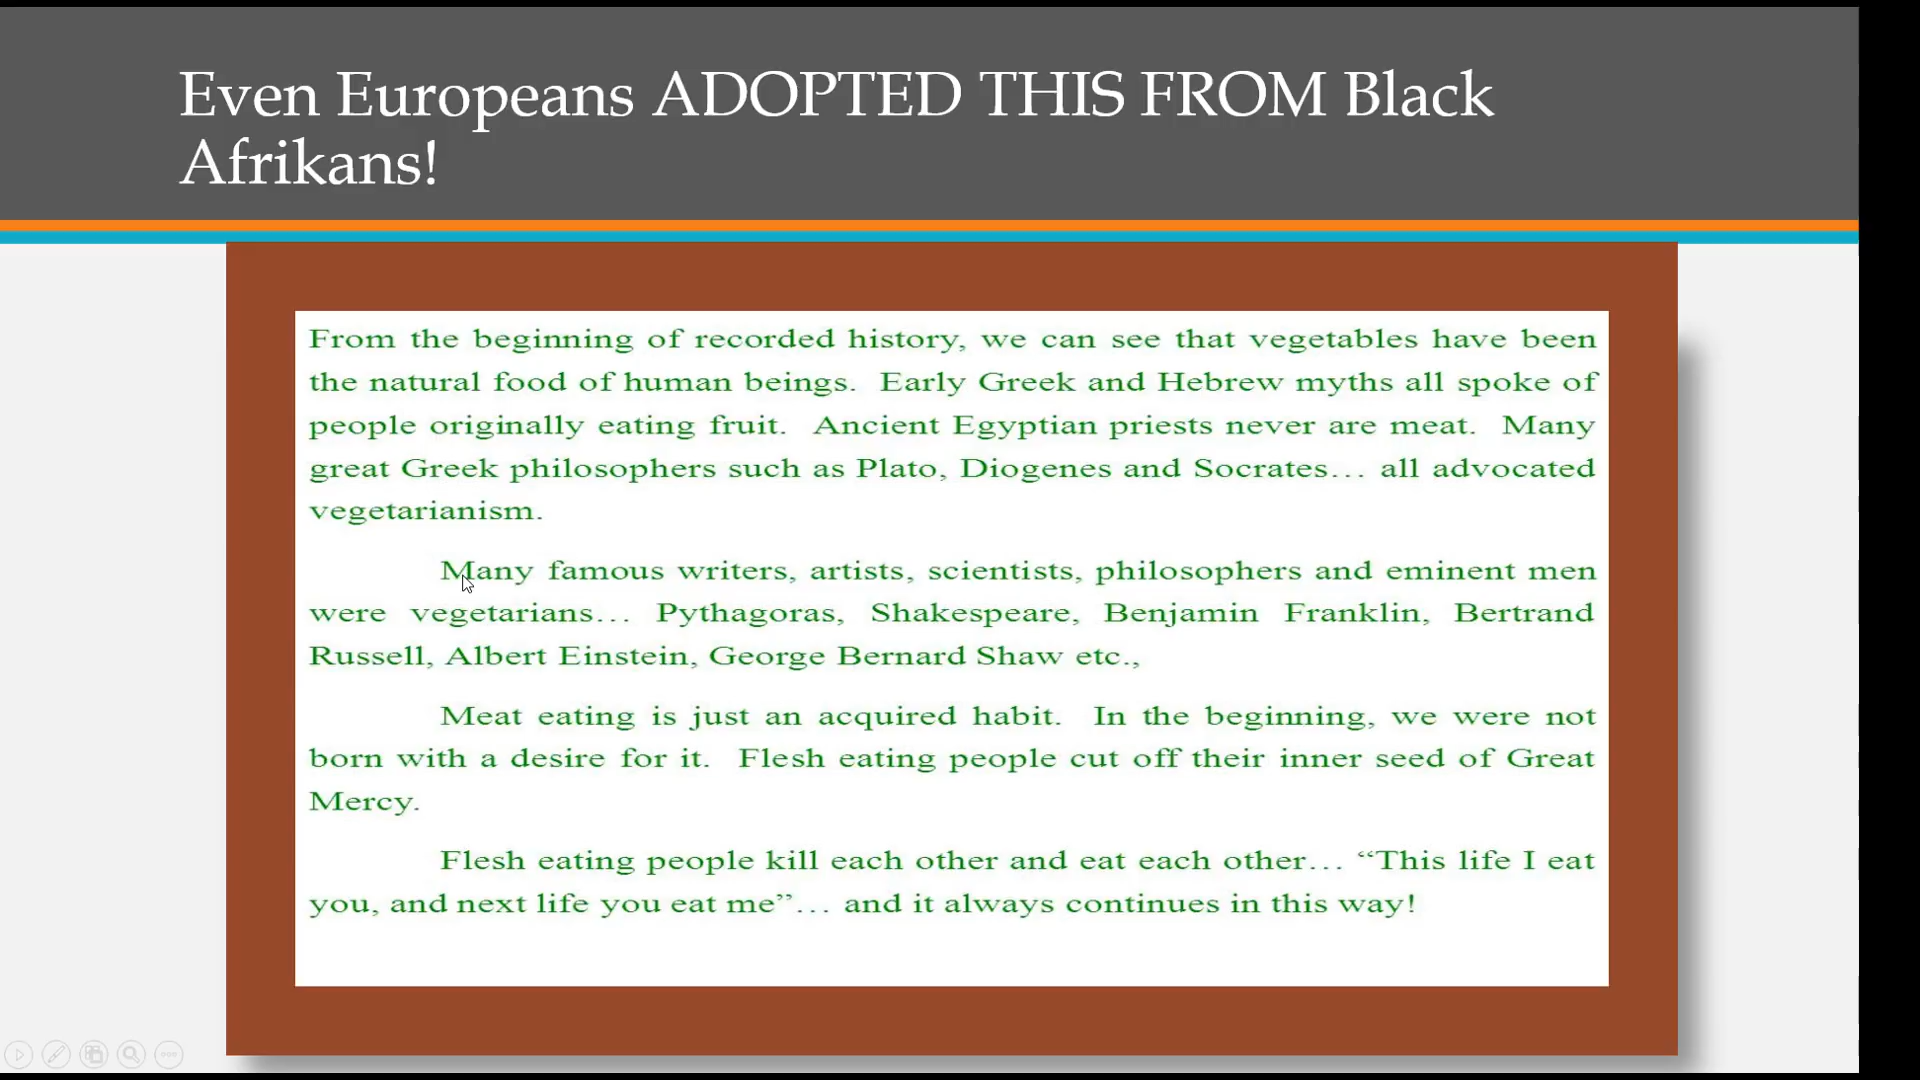 Even Europeans ADOPTED THIS FROM Black
Afrikans!
From the beginning of recorded history, we can see that vegetables have been
the natural food of human beings. Early Greek and Hebrew myths all spoke of
people originally eating fruit. Ancient Egyptian priests never are meat. Many
great Greek philosophers such as Plato, Diogenes and Socrates… all advocated
vegetarianism.
Many famous writers, artists, scientists, philosophers and eminent men
were vegetarians… Pythagoras, Shakespeare, Benjamin Franklin, Bertrand
Russell, Albert Einstein, George Bernard Shaw etc.,
Meat eating is just an acquired habit. In the beginning, we were not
born with a desire for it. Flesh eating people cut off their inner seed of Great
Mercy.
Flesh eating people kill each other and eat each other… “This life I eat
you, and next life you eat me”… and it always continues in this way!